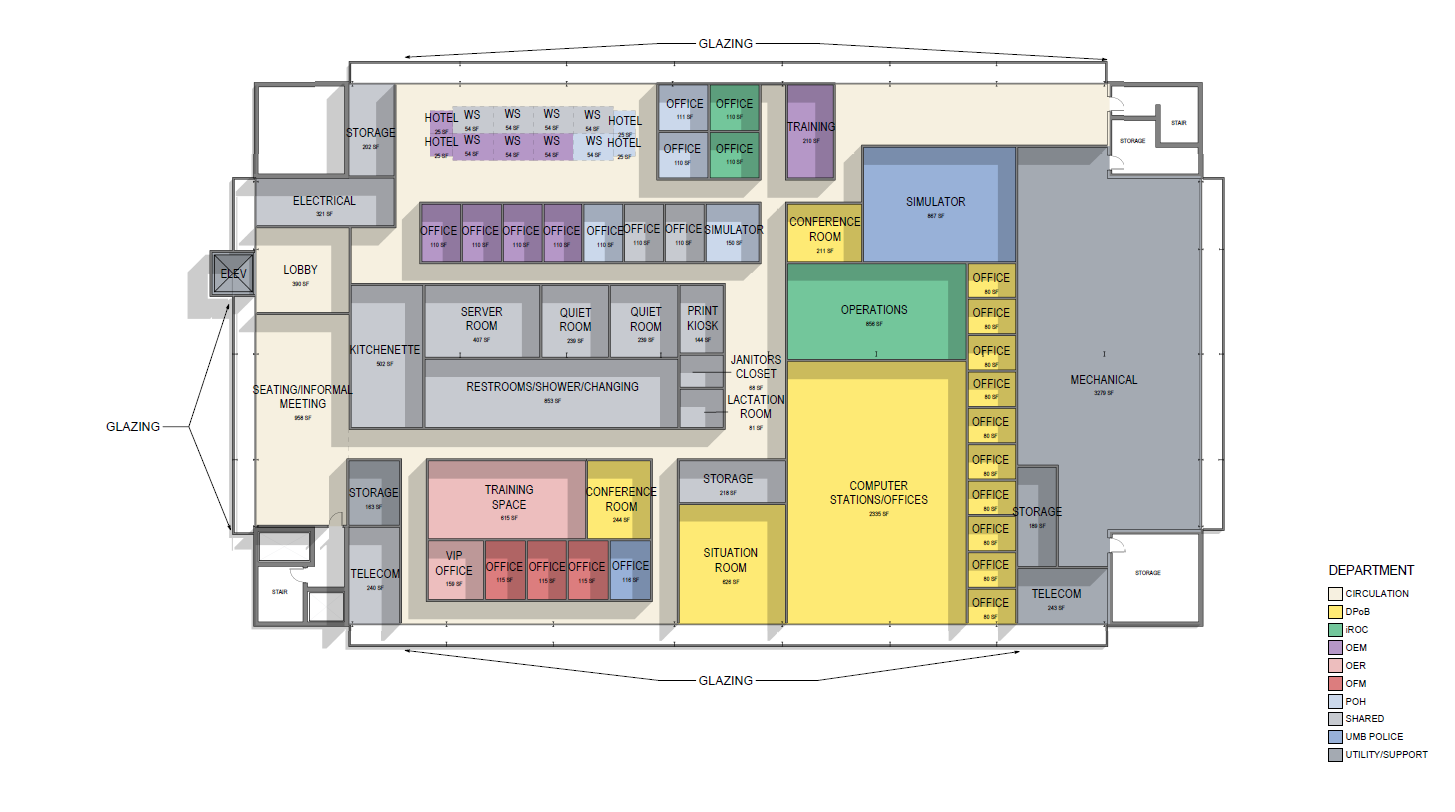 GLAZING
HOTEL
25 SF
WS
54 SF
WS
54 SF
WS
54 SF
WS
54 SF
HOTEL
25 SF
HOTEL
25 SF
WS
54 SF
WS
54 SF
WS
54 SF
WS
54 SF
HOTEL
25 SF
STORAGE
202 SF
OFFICE
111 SF
OFFICE
110 SF
OFFICE
110 SF
OFFICE
110 SF
TRAINING
210 SF
STORAGE
STAIR
ELECTRICAL
321 SF
OFFICE
110 SF
OFFICE
110 SF
OFFICE
110 SF
OFFICE
110 SF
OFFICE
110 SF
OFFICE
110 SF
OFFICE
110 SF
SIMULATOR
150 SF
CONFERENCE
ROOM
211 SF
SIMULATOR
867 SF
ELEV
LOBBY
390 SF
OPERATIONS
856 SF
SERVER
ROOM
407 SF
QUIET
ROOM
239 SF
QUIET
ROOM
239 SF
PRINT
KIOSK
144 SF
KITCHENETTE
502 SF
RESTROOMS/SHOWER/CHANGING
853 SF
JANITORS
CLOSET
68 SF
LACTATION
ROOM
81 SF
SEATING/INFORMAL
MEETING
958 SF
GLAZING
OFFICE
80 SF
OFFICE
80 SF
OFFICE
80 SF
OFFICE
80 SF
OFFICE
80 SF
OFFICE
80 SF
OFFICE
80 SF
OFFICE
80 SF
OFFICE
80 SF
OFFICE
80 SF
MECHANICAL
3279 SF
COMPUTER
STATIONS/OFFICES
2335 SF
STORAGE
163 SF
TRAINING
SPACE
615 SF
CONFERENCE
ROOM
244 SF
STORAGE
218 SF
STORAGE
189 SF
TELECOM
240 SF
VIP
OFFICE
159 SF
OFFICE
115 SF
OFFICE
115 SF
OFFICE
115 SF
OFFICE
118 SF
SITUATION
ROOM
626 SF
STAIR
TELECOM
243 SF
STORAGE
GLAZING
DEPARTMENT
CIRCULATION
DPoB
iROC
OEM
OER
OFM
POH
SHARED
UMB POLICE
UTILITY/SUPPORT